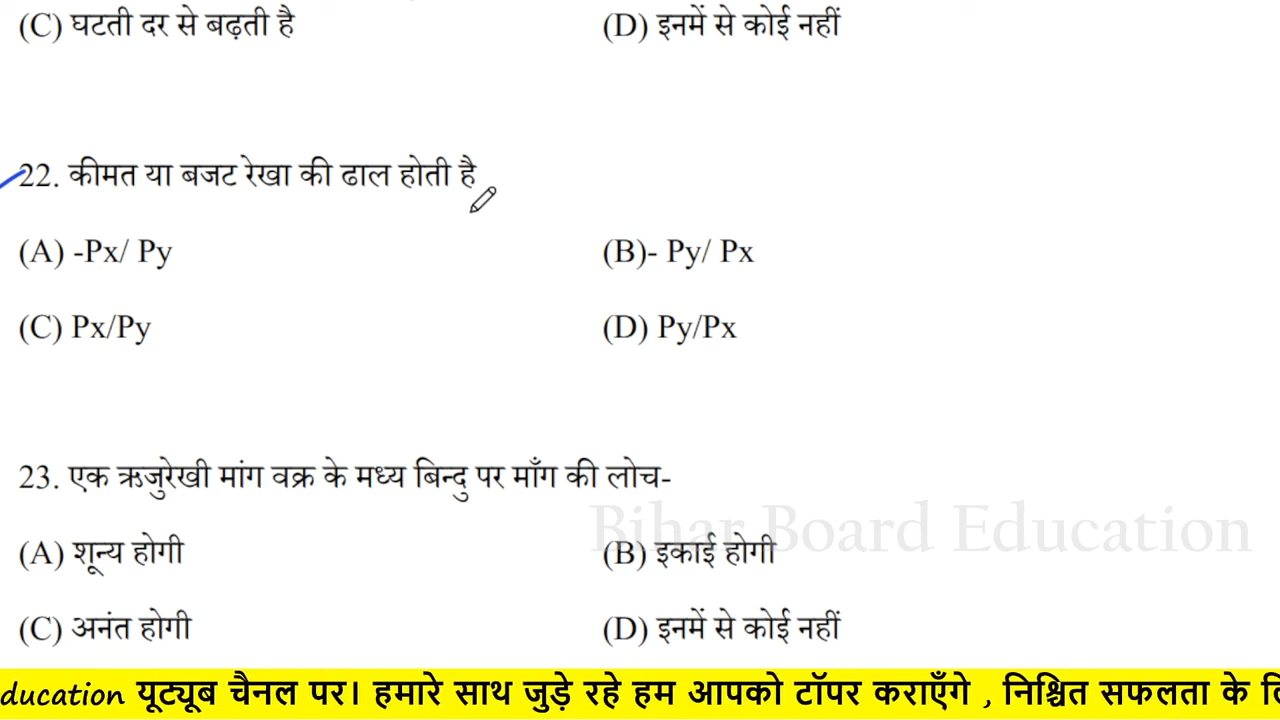 (C) घटती दर से बढ़ती है (D) इनमें से कोई नहीं
22. कीमत या बजट रेखा की ढाल होती है
(A) -Px/ Py (B)- Py/ Px
(C) Px/Py (D) Py/Px
23. एक ऋजुरेखी मांग वक्र के मध्य बिन्दु पर माँग की लोच-
Bihar Board Education
(A) शून्य होगी (B) इकाई होगी
(C) अनंत होगी (D) इनमें से कोई नहीं
ducation यूट्यूब चैनल पर। हमारे साथ जुड़े रहे हम आपको टॉपर कराएँगे , निश्चित सफलता के